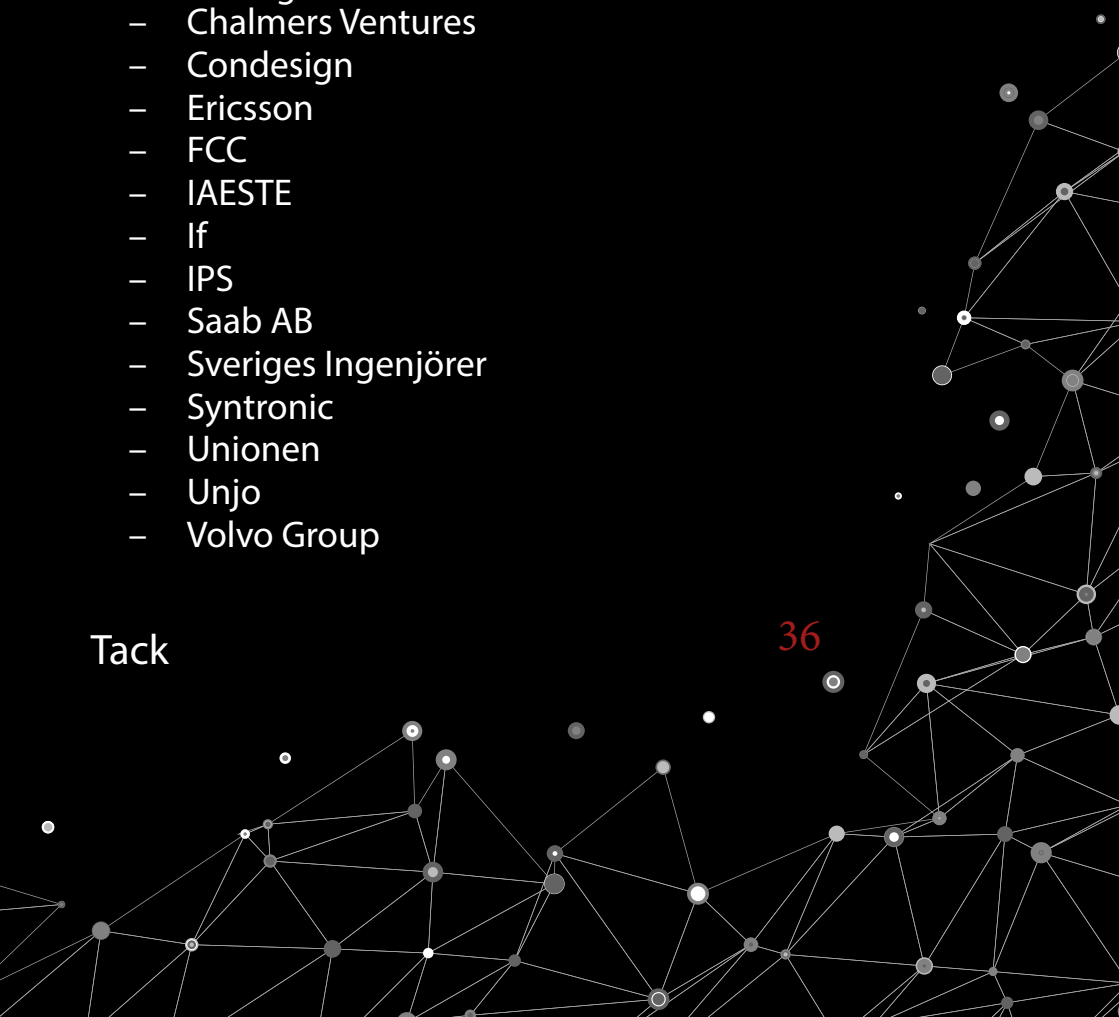 – Chalmers Ventures
– Condesign
– Ericsson
– FCC
– IAESTE
– If
– IPS
– Saab AB
– Sveriges Ingenjörer
– Syntronic
– Unionen
– Unjo
– Volvo Group
Tack 36